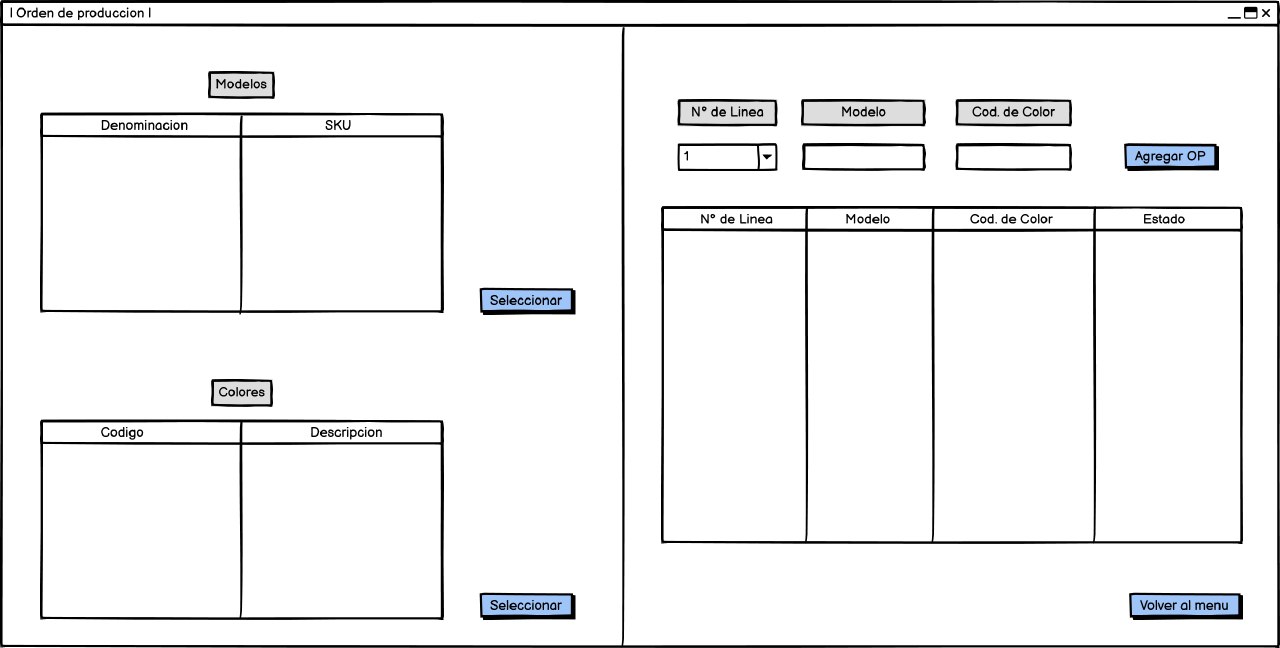 | Orden de produccion |
Modelos
Denominacion SKU
Seleccionar
Colores
Codigo Descripcion
Seleccionar
N° de Linea Modelo Cod. de Color
1
Agregar OP
N° de Linea Modelo Cod. de Color Estado
Volver al menu